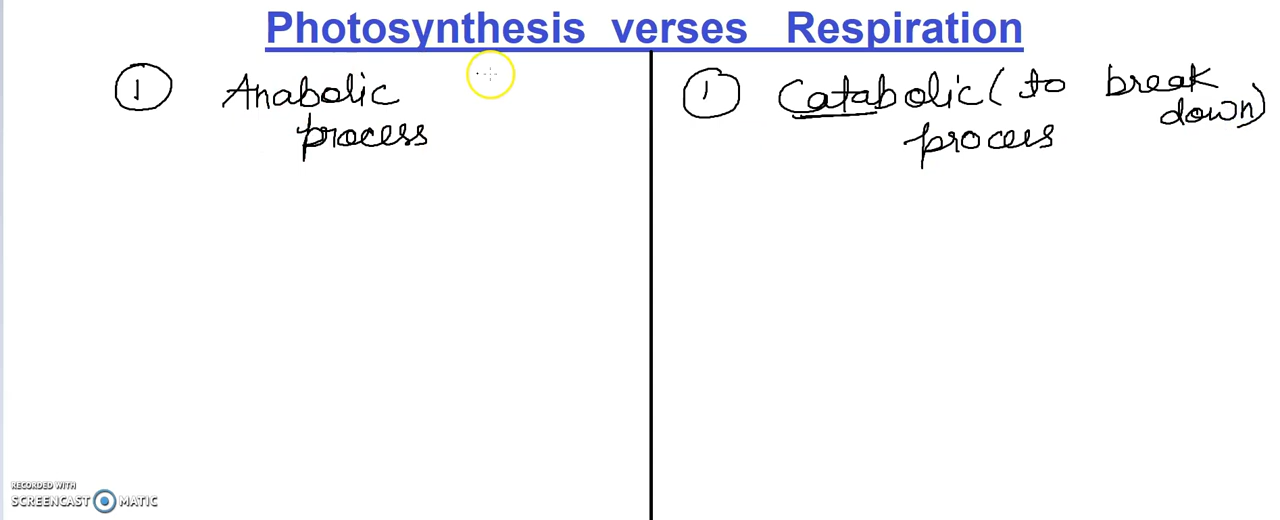 Photosynthesis verses Respiration
1 Anabolic
process
1 Catabolic (to break
down)
process
RECORDED WITH
SCREENCAST MATIC